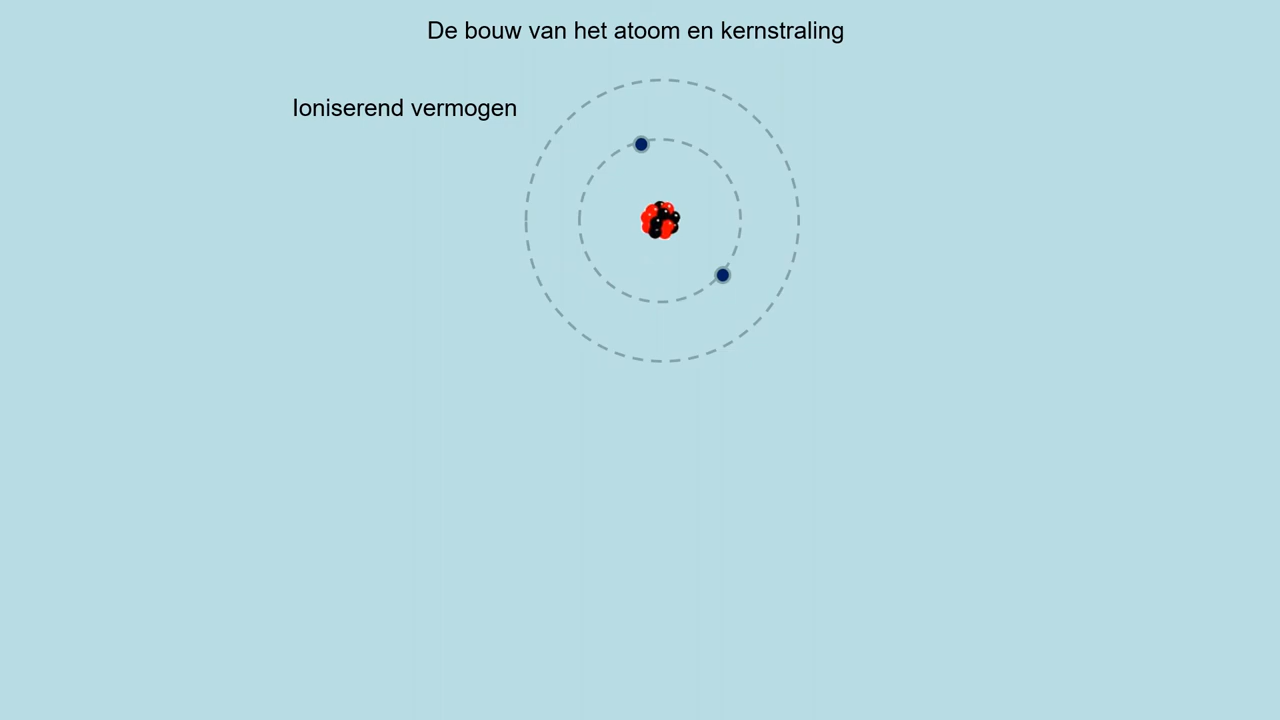 De bouw van het atoom en kernstraling
Ioniserend vermogen